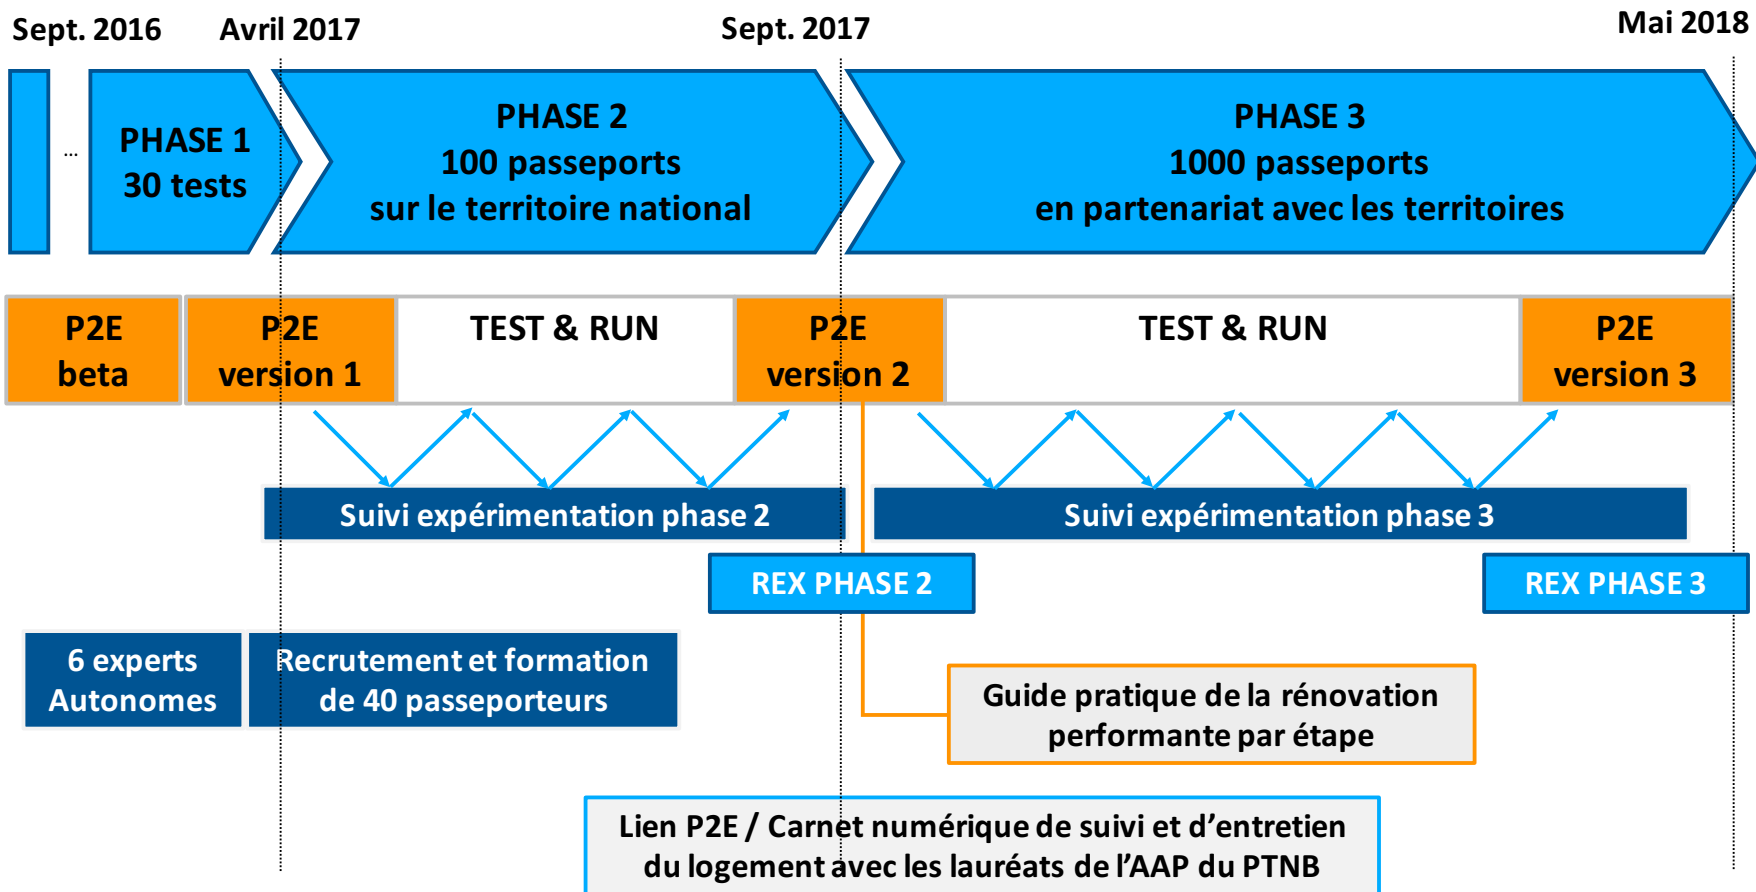 Sept. 2016
Avril 2017
Sept. 2017
Mai 2018
...
PHASE 1
30 tests
PHASE 2
100 passeports
sur le territoire national
PHASE 3
1000 passeports
en partenariat avec les territoires
P2E
beta
P2E
version 1
TEST & RUN
P2E
version 2
TEST & RUN
P2E
version 3
Suivi expérimentation phase 2
Suivi expérimentation phase 3
REX PHASE 2
REX PHASE 3
6 experts
Autonomes
Recrutement et formation
de 40 passeporteurs
Guide pratique de la rénovation
performante par étape
Lien P2E / Carnet numérique de suivi et d’entretien
du logement avec les lauréats de l’AAP du PTNB